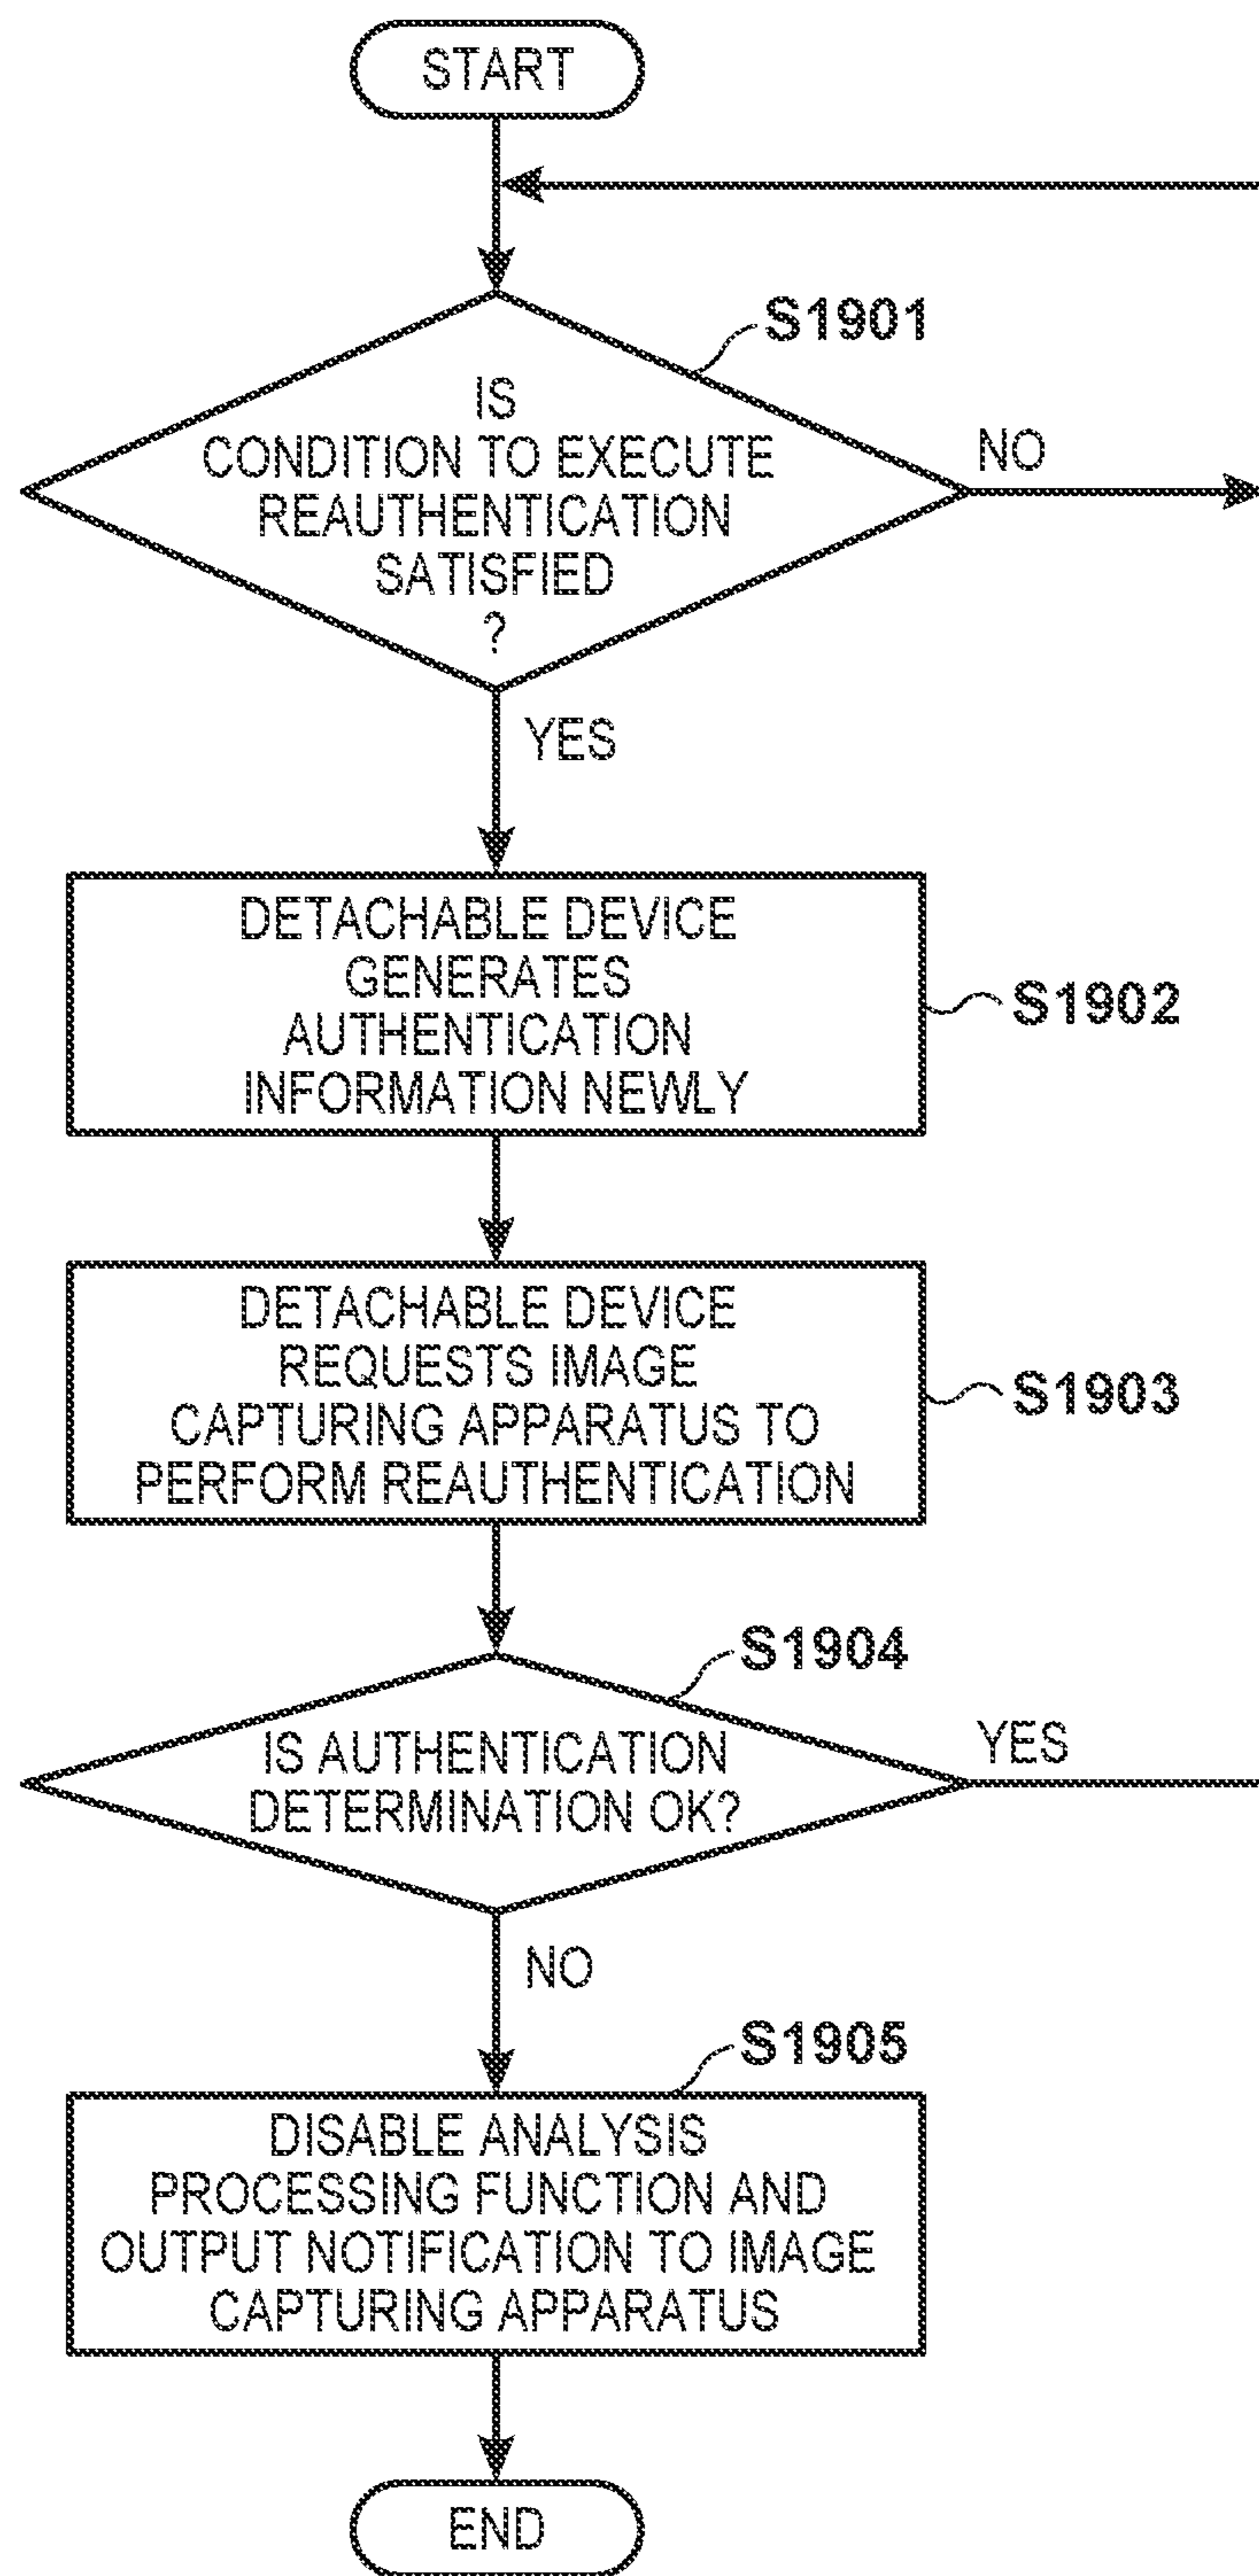 START
S1901
IS
CONDITION TO EXECUTE
REAUTHENTICATION
SATISFIED
?
NO
YES
DETACHABLE DEVICE
GENERATES
AUTHENTICATION
INFORMATION NEWLY
S1902
DETACHABLE DEVICE
REQUESTS IMAGE
CAPTURING APPARATUS TO
PERFORM REAUTHENTICATION
S1903
S1904
IS AUTHENTICATION
DETERMINATION OK?
YES
NO
S1905
DISABLE ANALYSIS
PROCESSING FUNCTION AND
OUTPUT NOTIFICATION TO IMAGE
CAPTURING APPARATUS
END